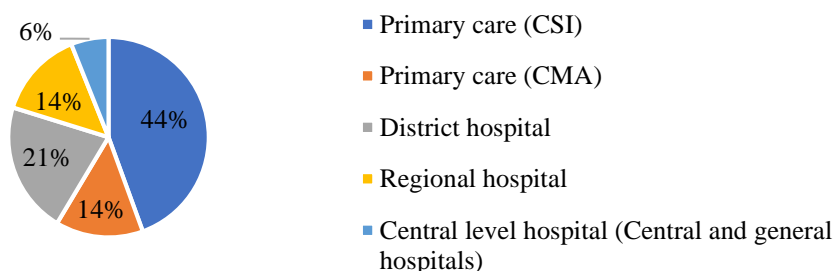 6%
14%
44%
21%
14%
Primary care (CSI)
Primary care (CMA)
District hospital
Regional hospital
Central level hospital (Central and general
hospitals)